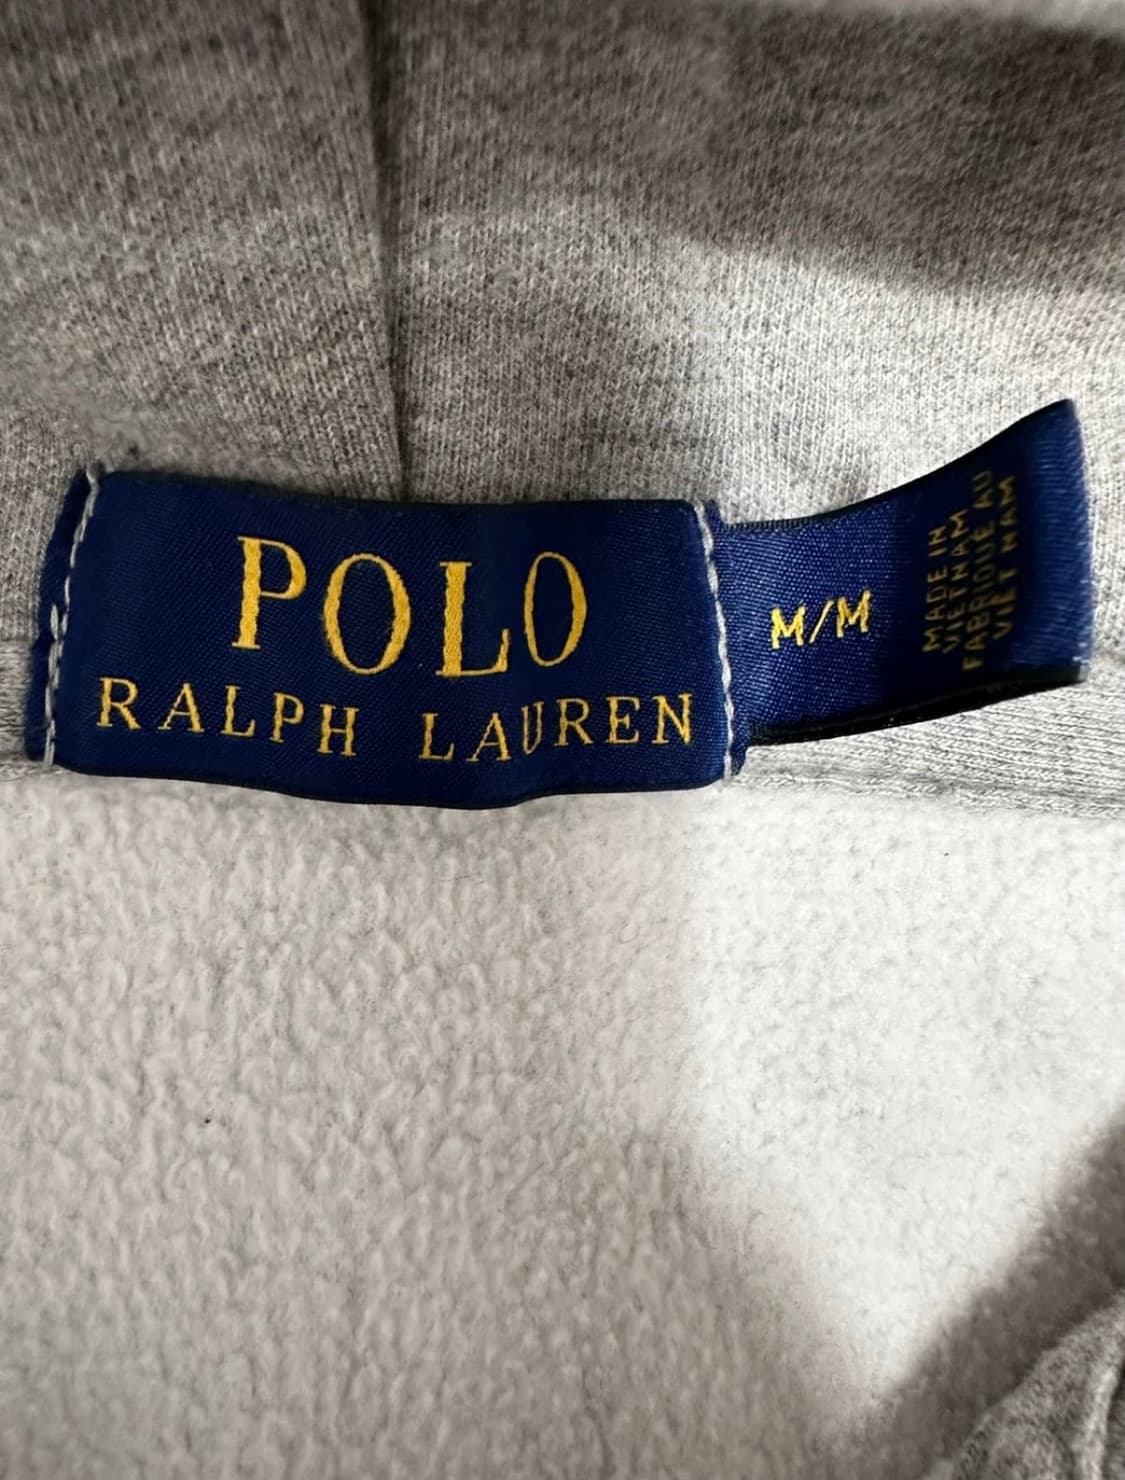 POLO
RALPH LAUREN
M/M
MADE IN
VIETNAM
FABRIQUÉ AU
VIET NAM